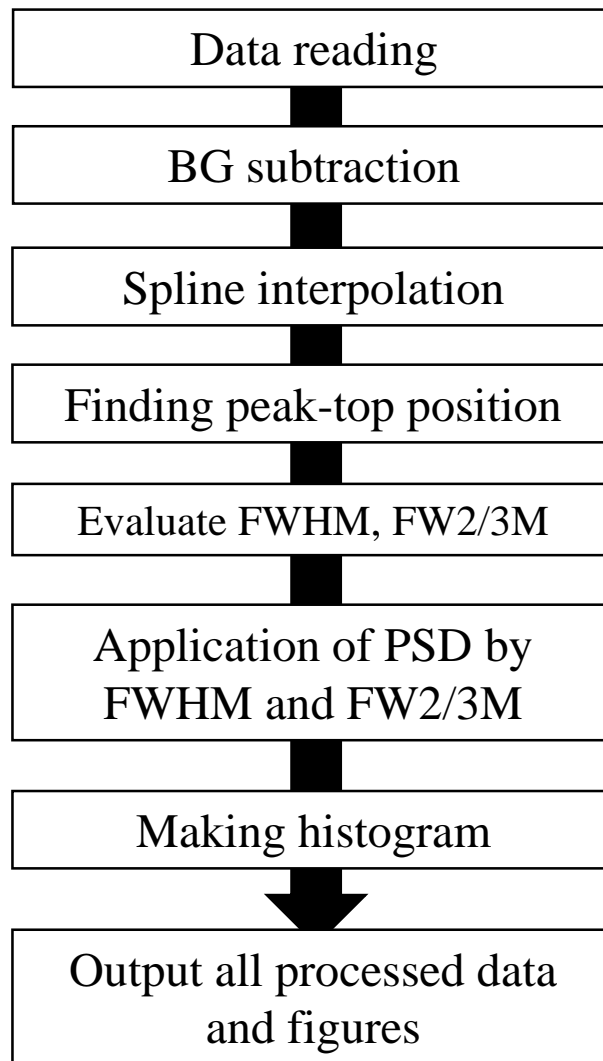 Data reading
BG subtraction
Spline interpolation
Finding peak-top position
Evaluate FWHM, FW2/3M
Application of PSD by
FWHM and FW2/3M
Making histogram
Output all processed data
and figures